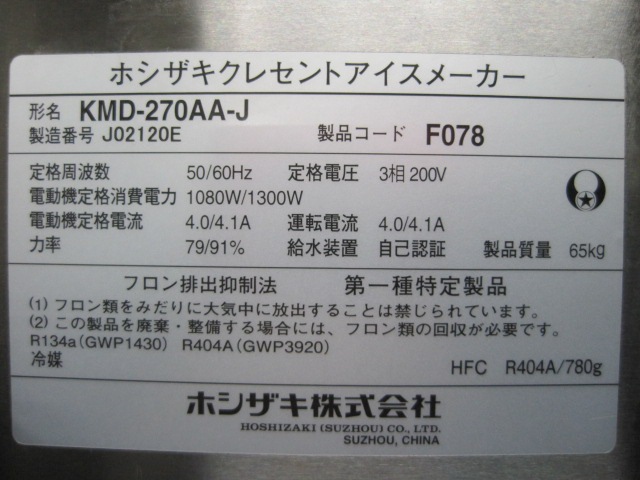 ホシザキクレセントアイスメーカー
形名 KMD-270AA-J
製造番号 J02120E 製品コード F078
定格周波数 50/60Hz 定格電圧 3相 200V
電動機定格消費電力 1080W/1300W
電動機定格電流 4.0/4.1A 運転電流 4.0/4.1A
力率 79/91% 給水装置 自己認証 製品質量 65kg
フロン排出抑制法 第一種特定製品
(1) フロン類をみだりに大気中に放出することは禁じられています。
(2) この製品を廃棄・整備する場合には、フロン類の回収が必要です。
R134a(GWP1430) R404A(GWP3920)
冷媒 HFC R404A/780g
ホシザキ株式会社
HOSHIZAKI (SUZHOU) CO., LTD.
SUZHOU, CHINA